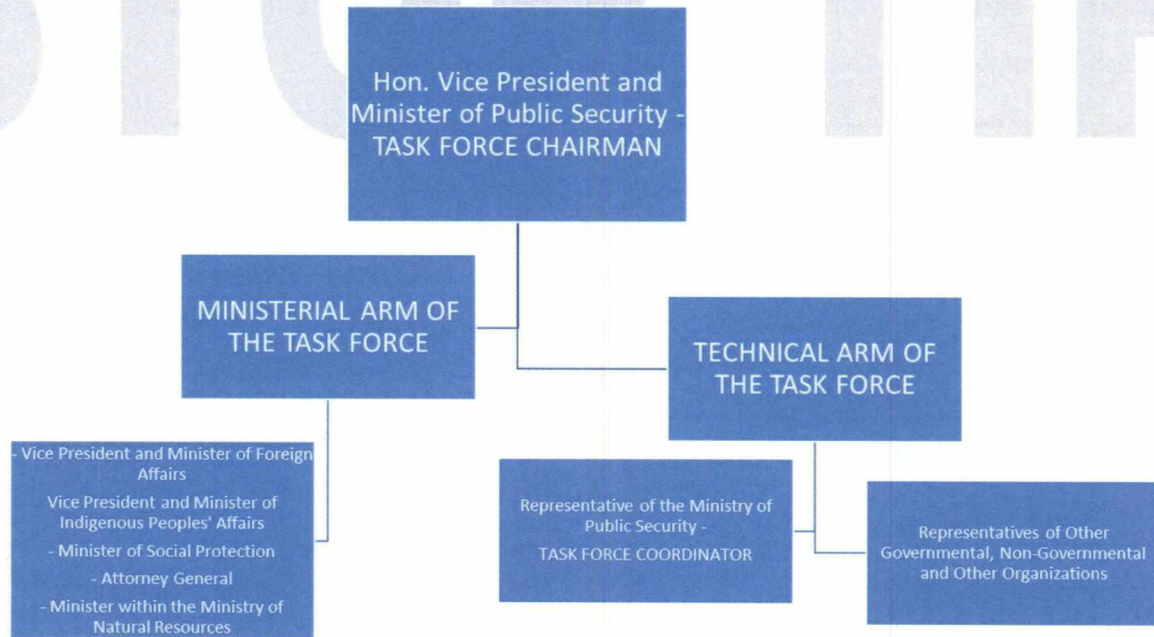 Hon. Vice President and
Minister of Public Security -
TASK FORCE CHAIRMAN
MINISTERIAL ARM OF
THE TASK FORCE
TECHNICAL ARM OF
THE TASK FORCE
- Vice President and Minister of Foreign
Affairs
Vice President and Minister of
Indigenous Peoples' Affairs
- Minister of Social Protection
- Attorney General
- Minister within the Ministry of
Natural Resources
Representative of the Ministry of
Public Security -
TASK FORCE COORDINATOR
Representatives of Other
Governmental, Non-Governmental
and Other Organizations